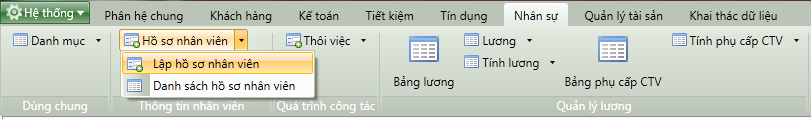 Hệ thống Phân hệ chung Khách hàng Kế toán Tiết kiệm Tín dụng Nhân sự Quản lý tài sản Khai thác dữ liệu
Danh mục Hồ sơ nhân viên Thôi việc Lương Tính phụ cấp CTV
Lập hồ sơ nhân viên Tính lương
Bảng lương Bảng phụ cấp CTV
Danh sách hồ sơ nhân viên
Dùng chung Thông tin nhân viên Quá trình công tác Quản lý lương